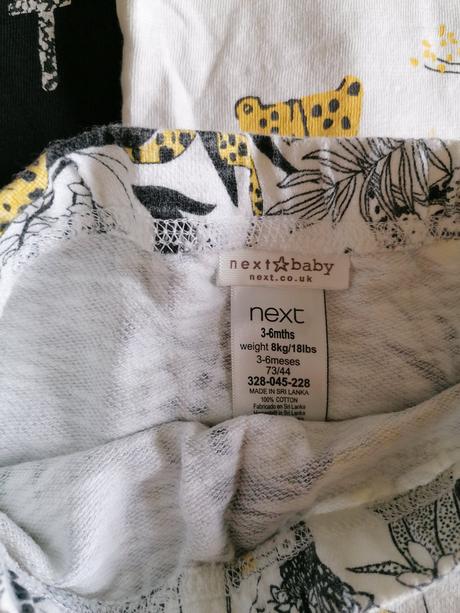 next☆baby
next.co.uk
next
3-6mths
weight 8kg/18lbs
3-6meses
73/44
328-045-228
MADE IN SRI LANKA
100% COTTON
Fabricado en Sri Lanka